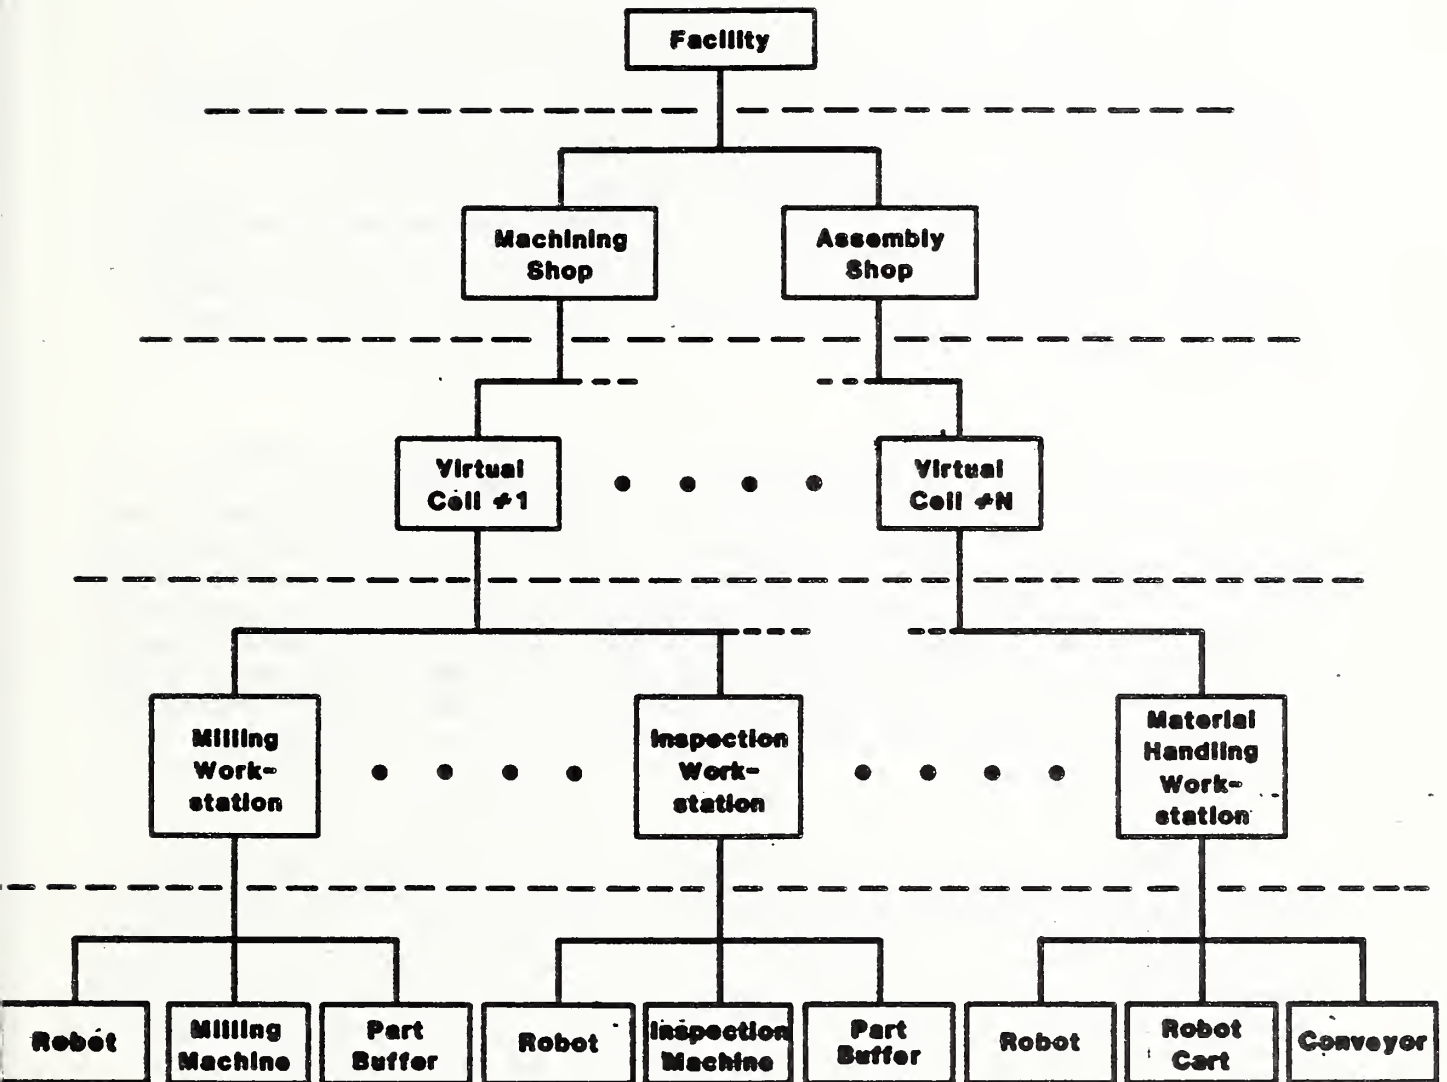 Facility
Machining
Shop
Assembly
Shop
Virtual
Cell #1
Virtual
Cell #N
Milling
Work-
station
Inspection
Work-
station
Material
Handling
Work-
station
Robot
Milling
Machine
Part
Buffer
Robot
Inspection
Machine
Part
Buffer
Robot
Robot
Cart
Conveyor